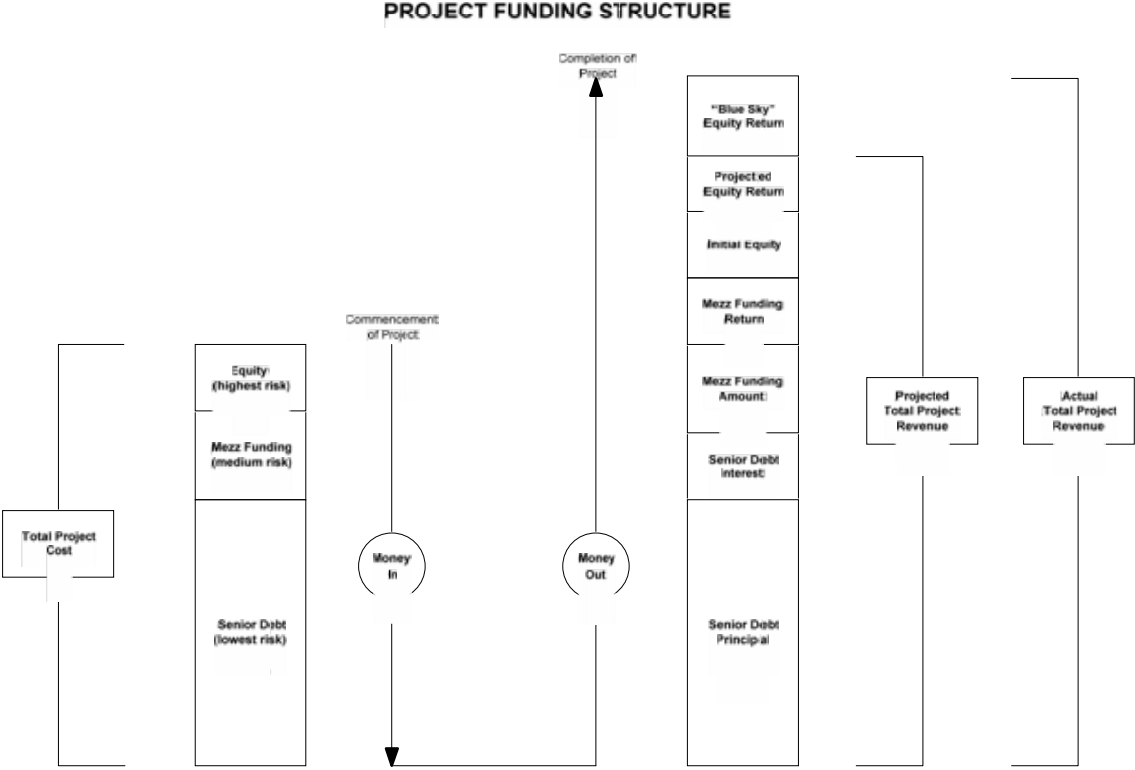 PROJECT FUNDING STRUCTURE
Completion of
Project
"Blue Sky"
Equity Return
Projected
Equity Return
Initial Equity
Mezz Funding
Return
Commencement
of Project
Equity
(highest risk)
Mezz Funding
Amount
Projected
Total Project
Revenue
Actual
Total Project
Revenue
Mezz Funding
(medium risk)
Senior Debt
Interest
Total Project
Cost
Money
In
Money
Out
Senior Debt
(lowest risk)
Senior Debt
Principal